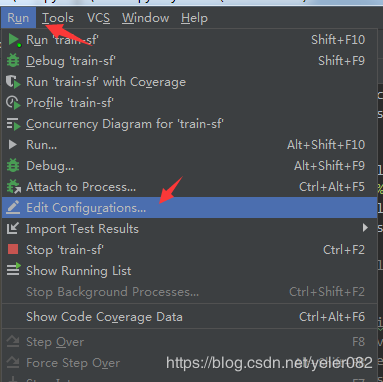 Run Tools VCS Window Help
Run 'train-sf' Shift+F10
Debug 'train-sf' Shift+F9
Run 'train-sf' with Coverage
Profile 'train-sf'
Concurrency Diagram for 'train-sf'
Run... Alt+Shift+F10
Debug... Alt+Shift+F9
Attach to Process... Ctrl+Alt+F5
Edit Configurations...
Import Test Results
Stop 'train-sf' Ctrl+F2
Show Running List
Stop Background Processes... Ctrl+Shift+F2
Show Code Coverage Data Ctrl+Alt+F6
Step Over F8
Force Step Over
https://blog.csdn.net/yeler082